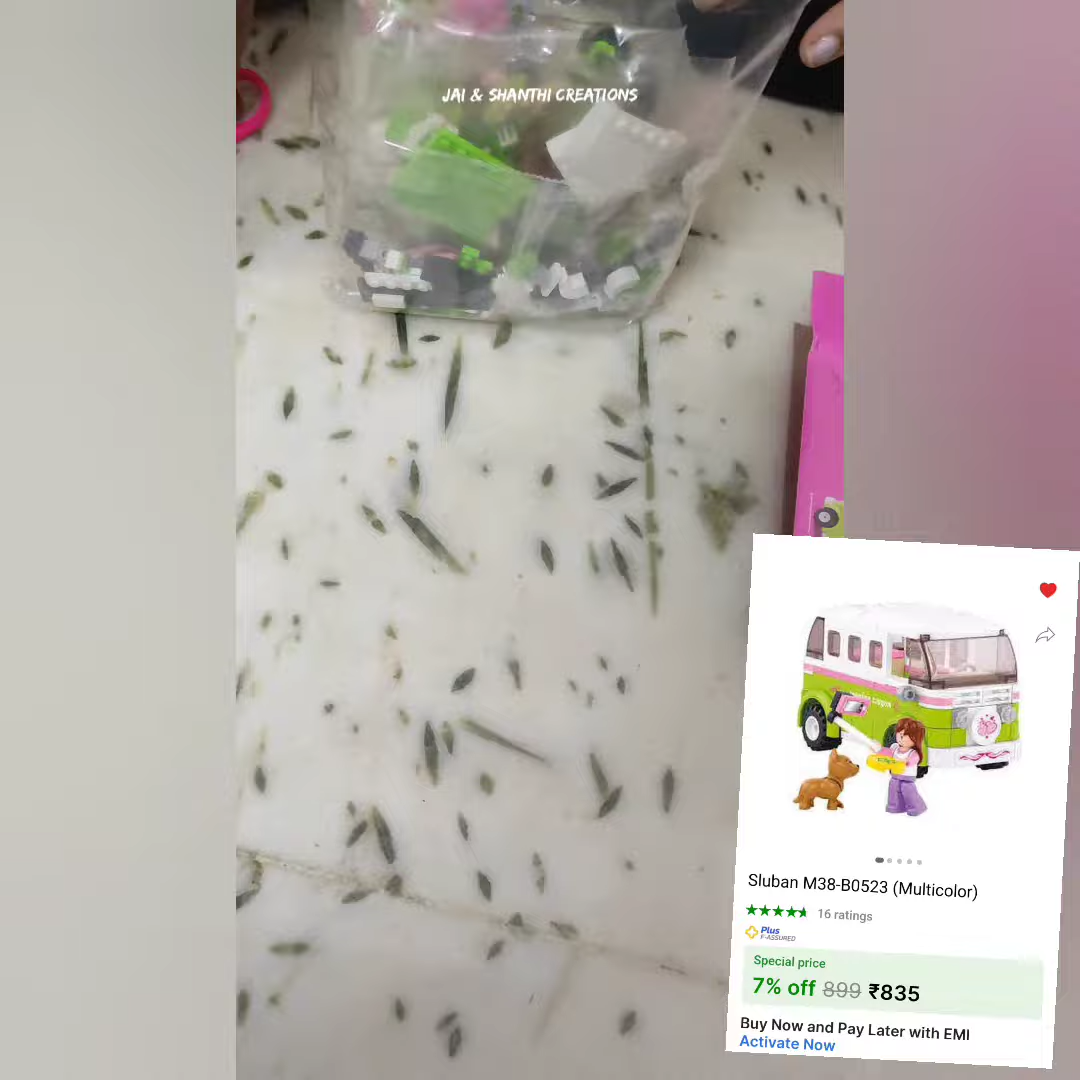 JAI & SHANTHI CREATIONS
Sluban M38-B0523 (Multicolor)
16 ratings
Plus
F-ASSURED
Special price
7% off 899 ₹835
Buy Now and Pay Later with EMI
Activate Now